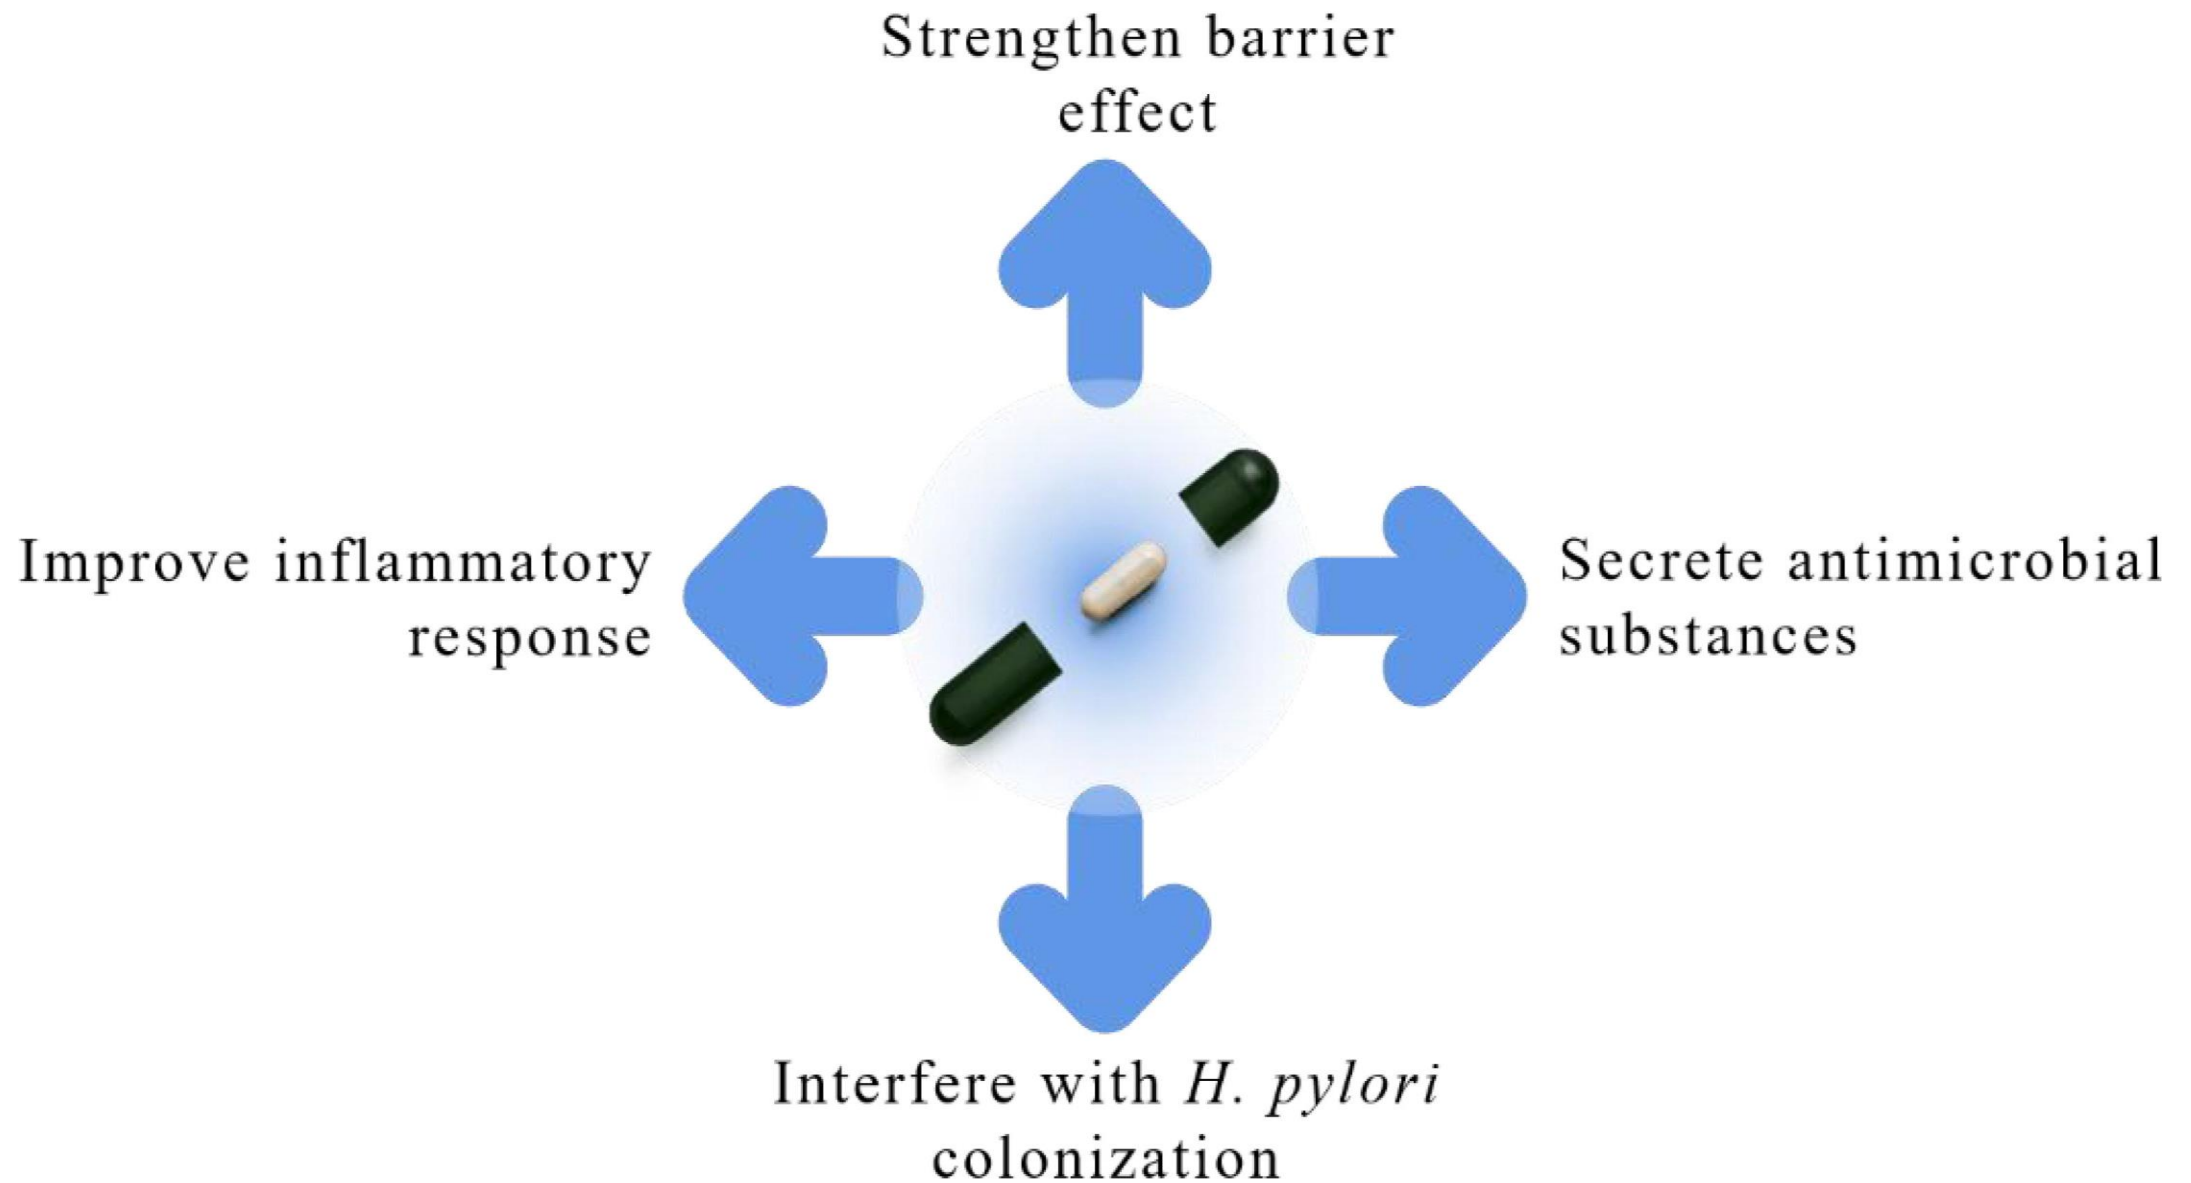 Strengthen barrier
effect
Improve inflammatory
response
Secrete antimicrobial
substances
Interfere with H. pylori
colonization